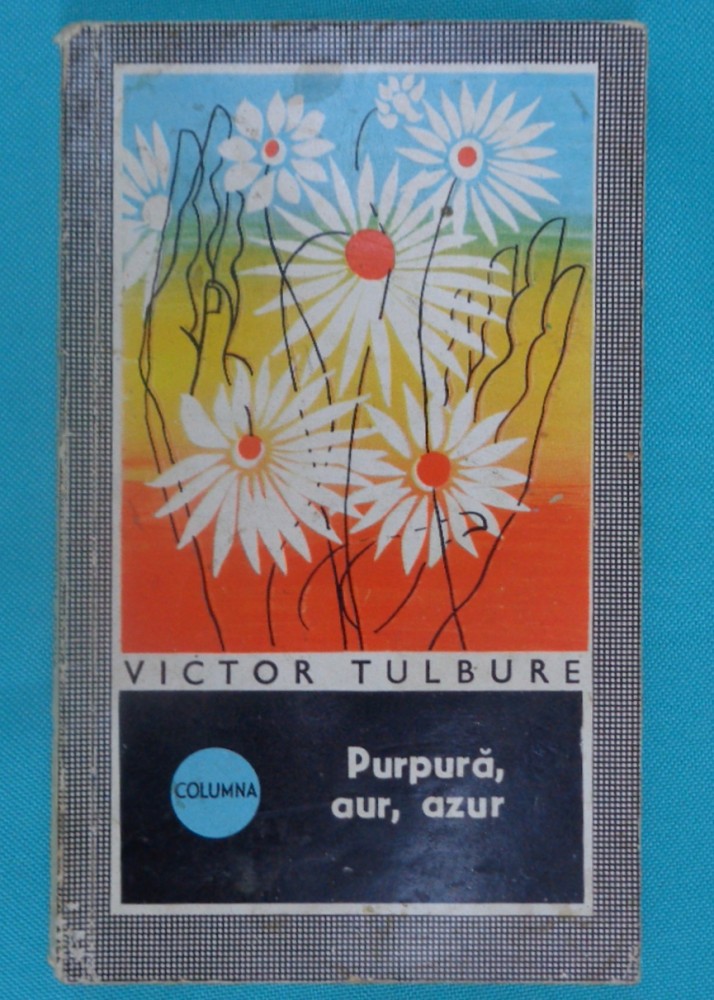 VICTOR TULBURE
COLUMNA
Purpură,
aur, azur